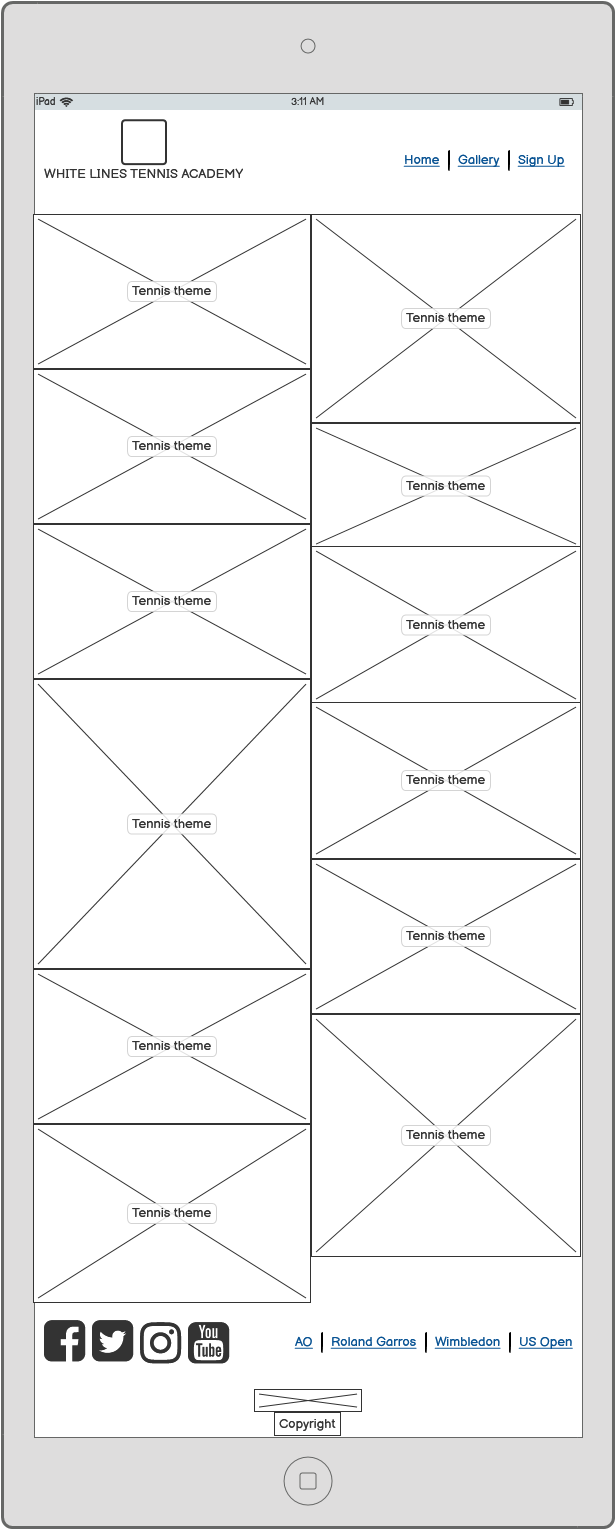 iPad 3:11 AM
WHITE LINES TENNIS ACADEMY
Home Gallery Sign Up
Tennis theme
Tennis theme
Tennis theme
Tennis theme
Tennis theme
Tennis theme
Tennis theme
Tennis theme
Tennis theme
Tennis theme
Tennis theme
Tennis theme
You
Tube
AO Roland Garros Wimbledon US Open
Copyright